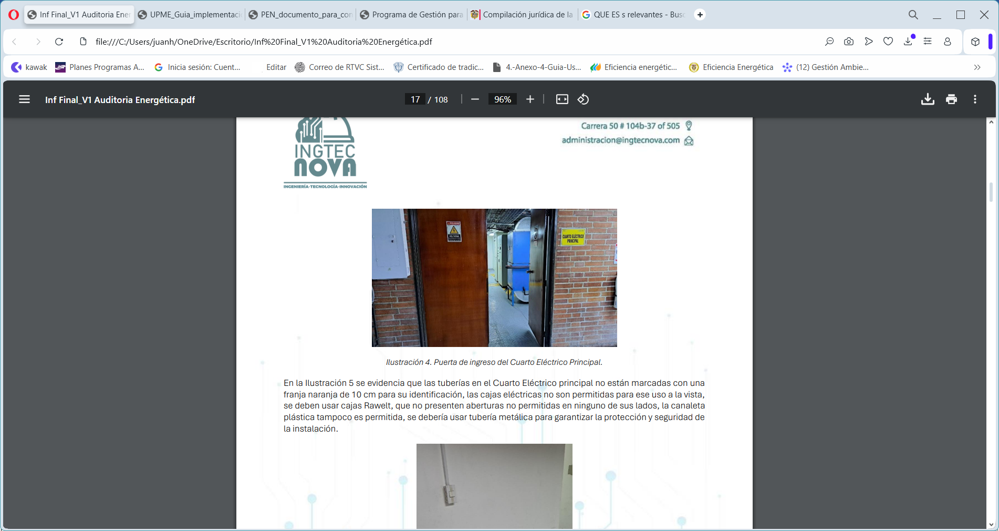 Inf Final_V1 Auditoria Ener
UPME_Guia_implementaci
PEN_documento_para_con
Programa de Gestión para
Compilación jurídica de la
QUE ES s relevantes - Busc
file:///C:/Users/juanh/OneDrive/Escritorio/Inf%20Final_V1%20Auditoria%20Energética.pdf
kawak
Planes Programas A...
Inicia sesión: Cuent...
Editar
Correo de RTVC Sist...
Certificado de tradic...
4.-Anexo-4-Guia-Us...
Eficiencia energétic...
Eficiencia Energética
(12) Gestión Ambie...
Inf Final_V1 Auditoria Energética.pdf
17 / 108
96%
Carrera 50 # 104b-37 of 505
administracion@ingtecnova.com
INGTEC
NOVA
INGENIERÍA-TECNOLOGÍA-INNOVACIÓN
PELIGRO
Alto Voltaje
CUARTO ELÉCTRICO
PRINCIPAL
Ilustración 4. Puerta de ingreso del Cuarto Eléctrico Principal.
En la Ilustración 5 se evidencia que las tuberías en el Cuarto Eléctrico principal no están marcadas con una
franja naranja de 10 cm para su identificación, las cajas eléctricas no son permitidas para ese uso a la vista,
se deben usar cajas Rawelt, que no presenten aberturas no permitidas en ninguno de sus lados, la canaleta
plástica tampoco es permitida, se debería usar tubería metálica para garantizar la protección y seguridad de
la instalación.